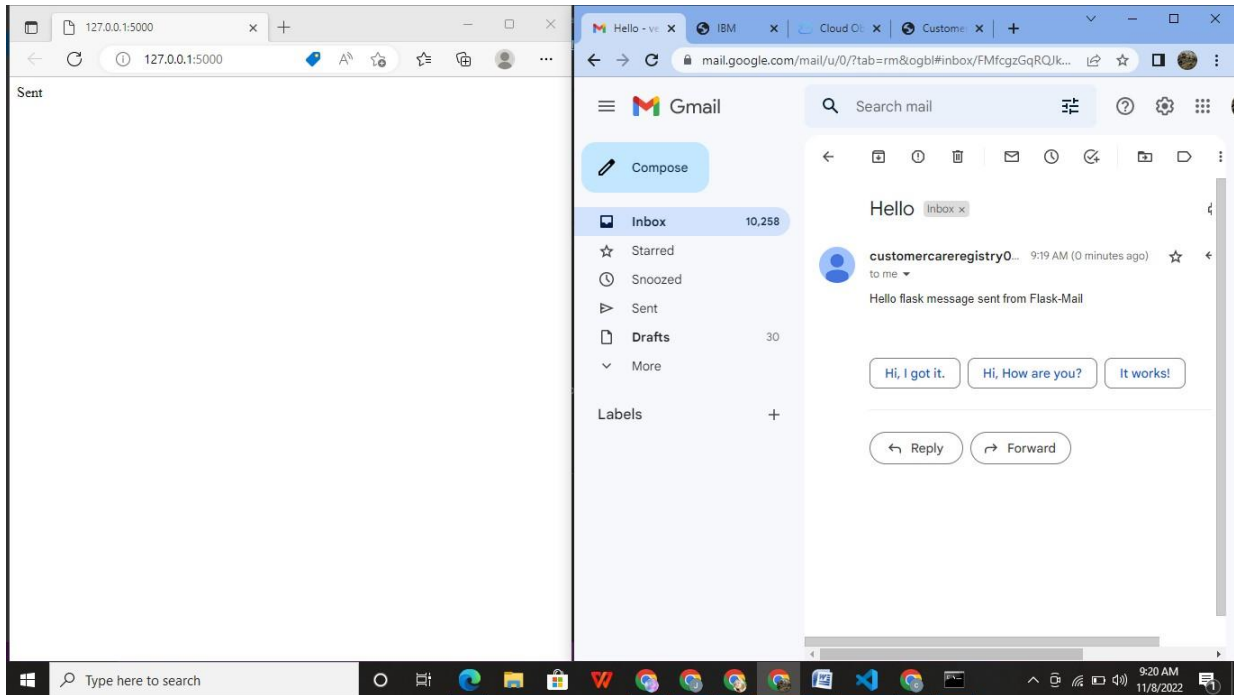 127.0.0.1:5000
127.0.0.1:5000
Sent
Hello - ve
IBM
Cloud Ob
Custome
mail.google.com/mail/u/0/?tab=rm&ogbl#inbox/FMfcgzGqRQJk...
Gmail
Search mail
Compose
Inbox 10,258
Starred
Snoozed
Sent
Drafts 30
More
Labels
Hello Inbox x
customercareregistry0... 9:19 AM (0 minutes ago)
to me
Hello flask message sent from Flask-Mail
Hi, I got it. Hi, How are you? It works!
Reply Forward
Type here to search
9:20 AM
11/8/2022